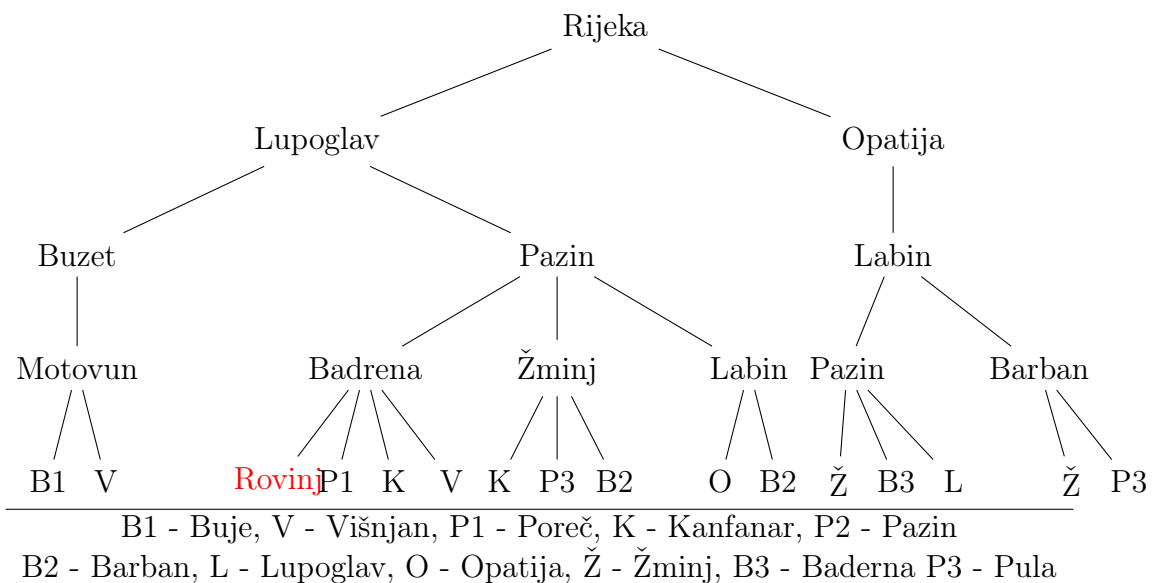 Rijeka
Lupoglav Opatija
Buzet Pazin Labin
Motovun Badrena Žminj Labin Pazin Barban
B1 V Rovinj P1 K V K P3 B2 O B2 Ž B3 L Ž P3
B1 - Buje, V - Višnjan, P1 - Poreč, K - Kanfanar, P2 - Pazin
B2 - Barban, L - Lupoglav, O - Opatija, Ž - Žminj, B3 - Baderna P3 - Pula